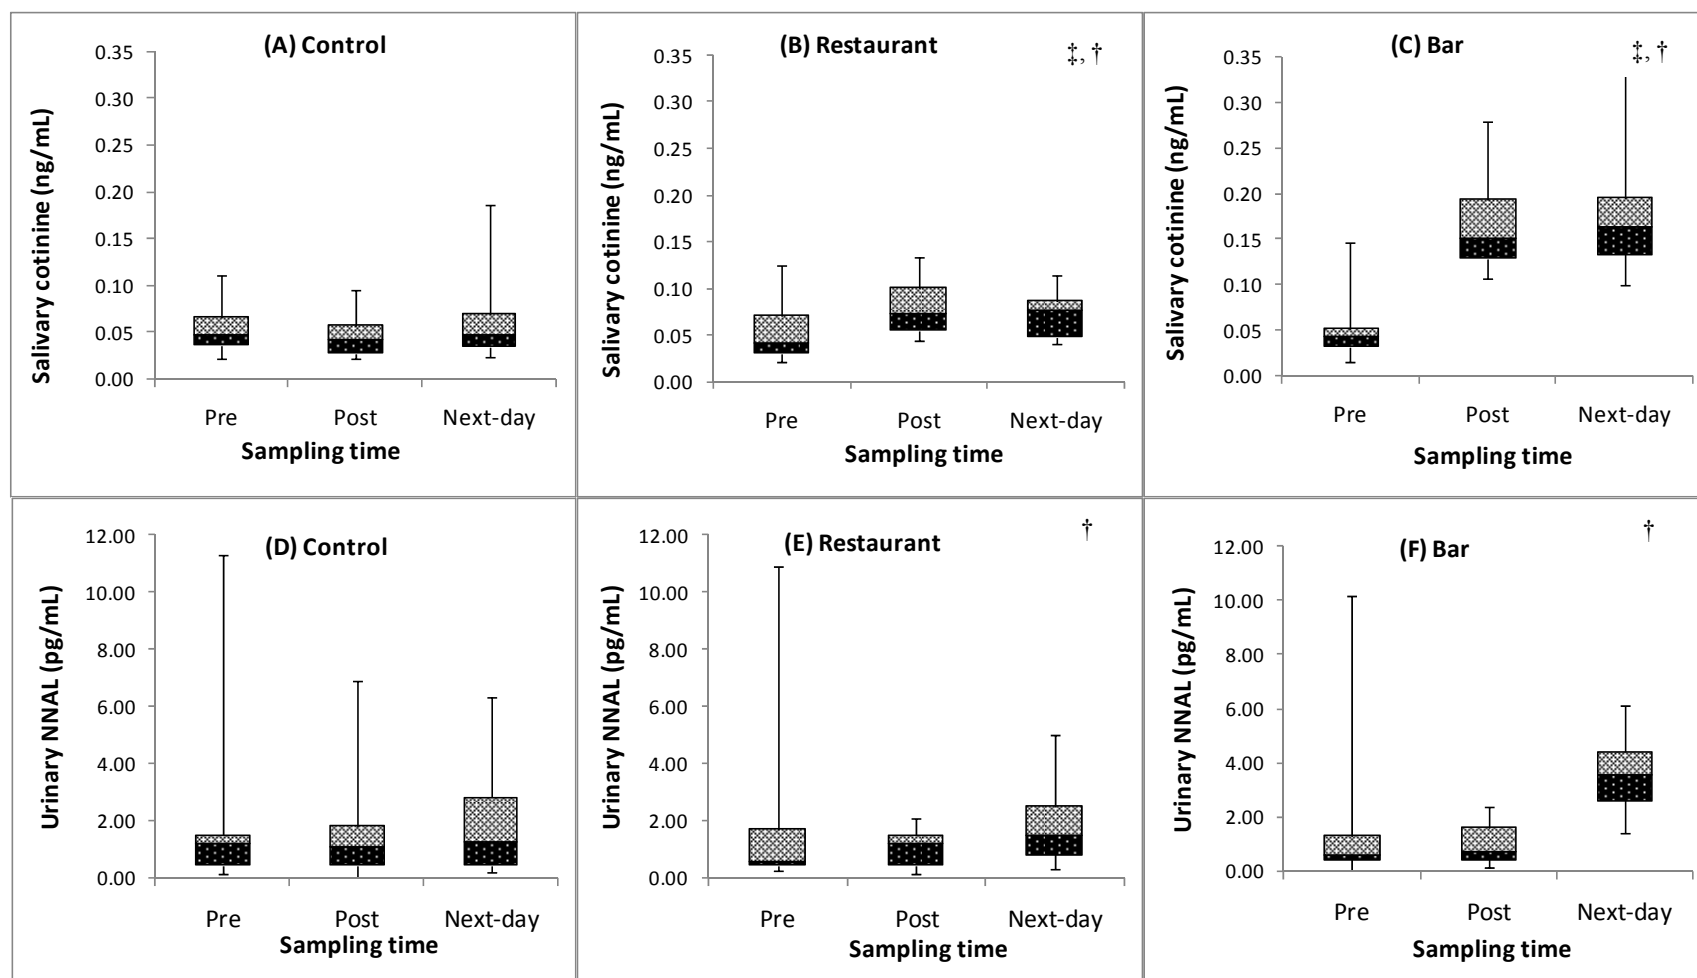 (A) Control
0.35
0.30
0.25
0.20
0.15
0.10
0.05
0.00
Salivary cotinine (ng/mL)
Pre Post Next-day
Sampling time
(B) Restaurant ‡, †
0.35
0.30
0.25
0.20
0.15
0.10
0.05
0.00
Salivary cotinine (ng/mL)
Pre Post Next-day
Sampling time
(C) Bar ‡, †
0.35
0.30
0.25
0.20
0.15
0.10
0.05
0.00
Salivary cotinine (ng/mL)
Pre Post Next-day
Sampling time
(D) Control
12.00
10.00
8.00
6.00
4.00
2.00
0.00
Urinary NNAL (pg/mL)
Pre Post Next-day
Sampling time
(E) Restaurant †
12.00
10.00
8.00
6.00
4.00
2.00
0.00
Urinary NNAL (pg/mL)
Pre Post Next-day
Sampling time
(F) Bar †
12.00
10.00
8.00
6.00
4.00
2.00
0.00
Urinary NNAL (pg/mL)
Pre Post Next-day
Sampling time